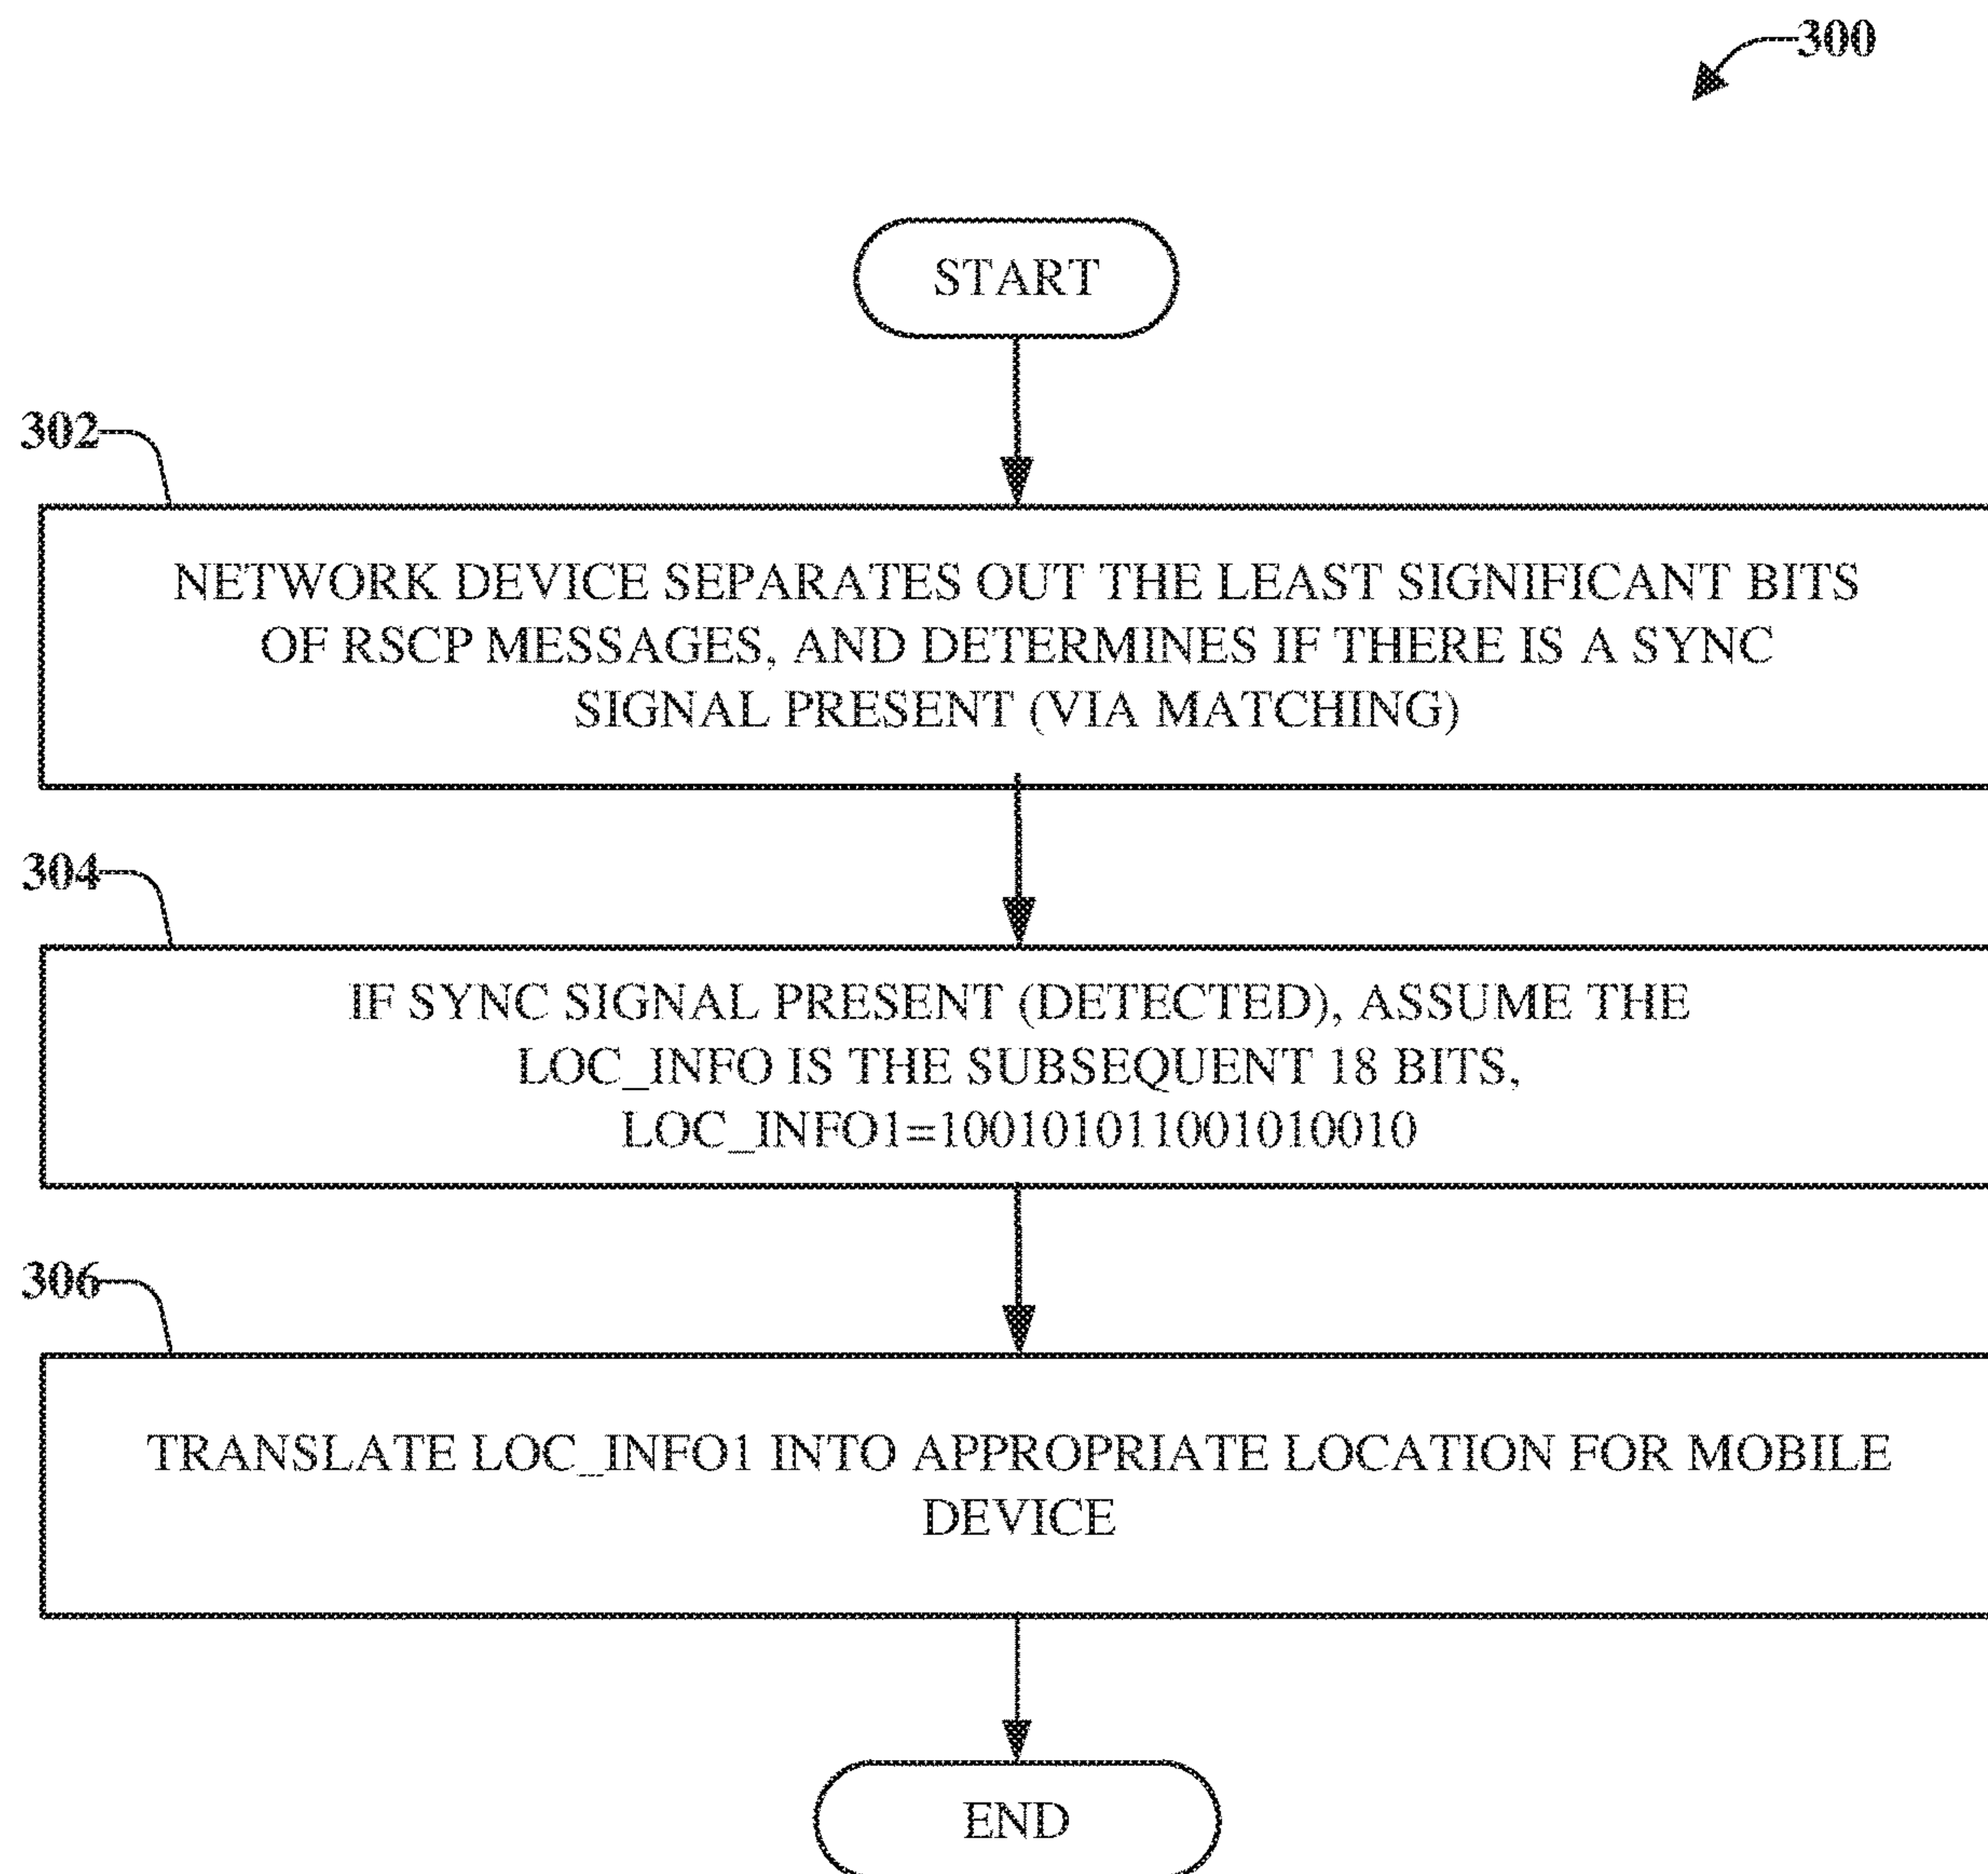 300
START
302
NETWORK DEVICE SEPARATES OUT THE LEAST SIGNIFICANT BITS
OF RSCP MESSAGES, AND DETERMINES IF THERE IS A SYNC
SIGNAL PRESENT (VIA MATCHING)
304
IF SYNC SIGNAL PRESENT (DETECTED), ASSUME THE
LOC_INFO IS THE SUBSEQUENT 18 BITS,
LOC_INFO1=100101011001010010
306
TRANSLATE LOC_INFO1 INTO APPROPRIATE LOCATION FOR MOBILE
DEVICE
END